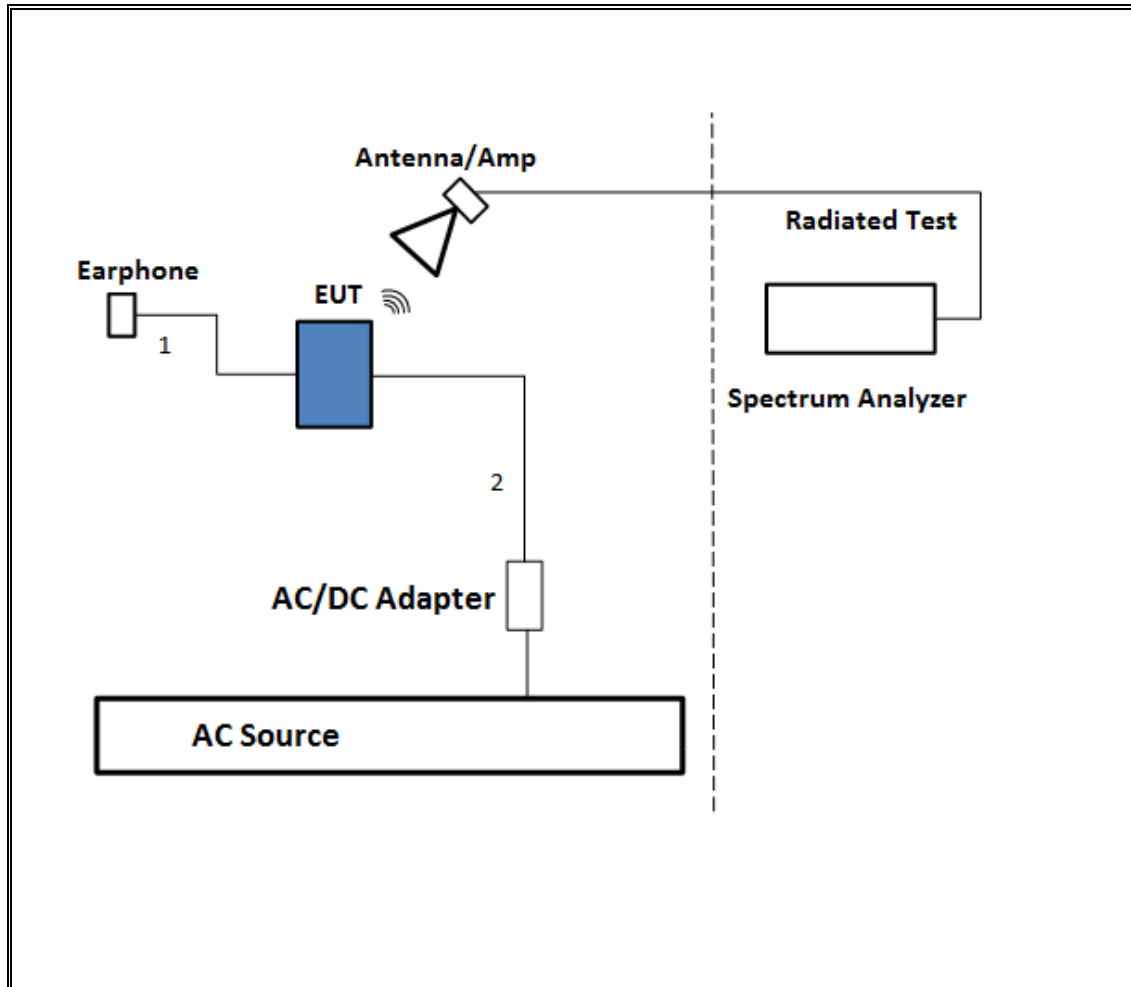 Antenna/Amp
Radiated Test
Earphone
EUT
1
Spectrum Analyzer
2
AC/DC Adapter
AC Source